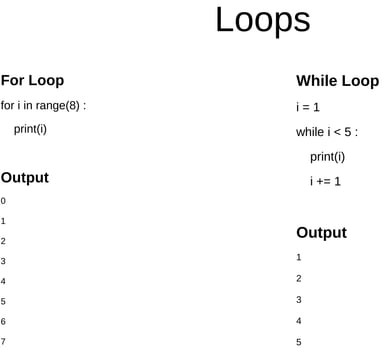 Loops
For Loop
for i in range(8) :
print(i)
Output
0
1
2
3
4
5
6
7
While Loop
i = 1
while i < 5 :
print(i)
i += 1
Output
1
2
3
4
5